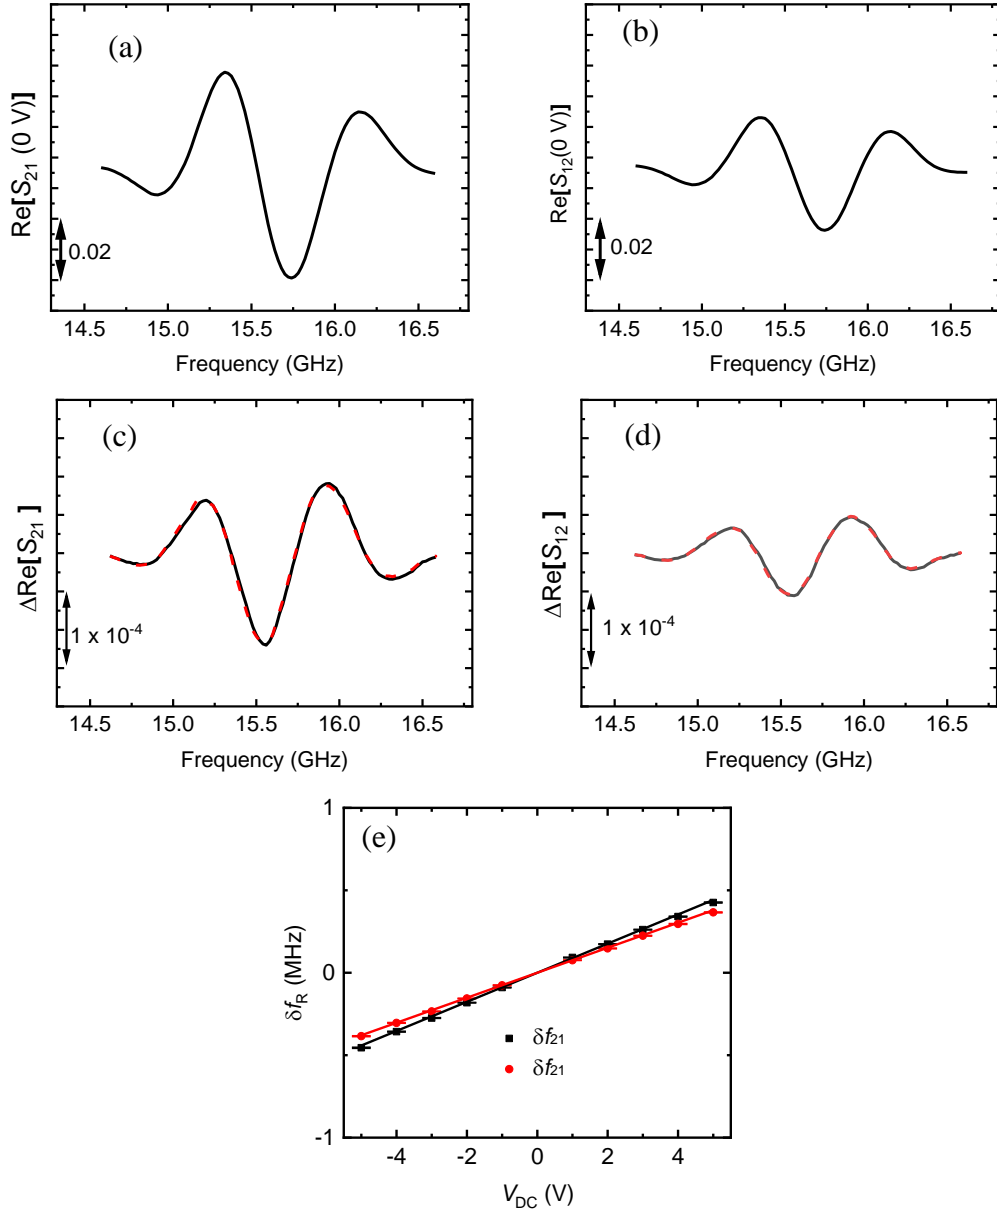 (a)
Re[S21 (0 V)]
0.02
14.5 15.0 15.5 16.0 16.5
Frequency (GHz)
(b)
Re[S12(0 V)]
0.02
14.5 15.0 15.5 16.0 16.5
Frequency (GHz)
(c)
ΔRe[S21]
1 x 10-4
14.5 15.0 15.5 16.0 16.5
Frequency (GHz)
(d)
ΔRe[S12]
1 x 10-4
14.5 15.0 15.5 16.0 16.5
Frequency (GHz)
(e)
δfR (MHz)
1
0
-1
δf21
δf21
-4 -2 0 2 4
VDC (V)